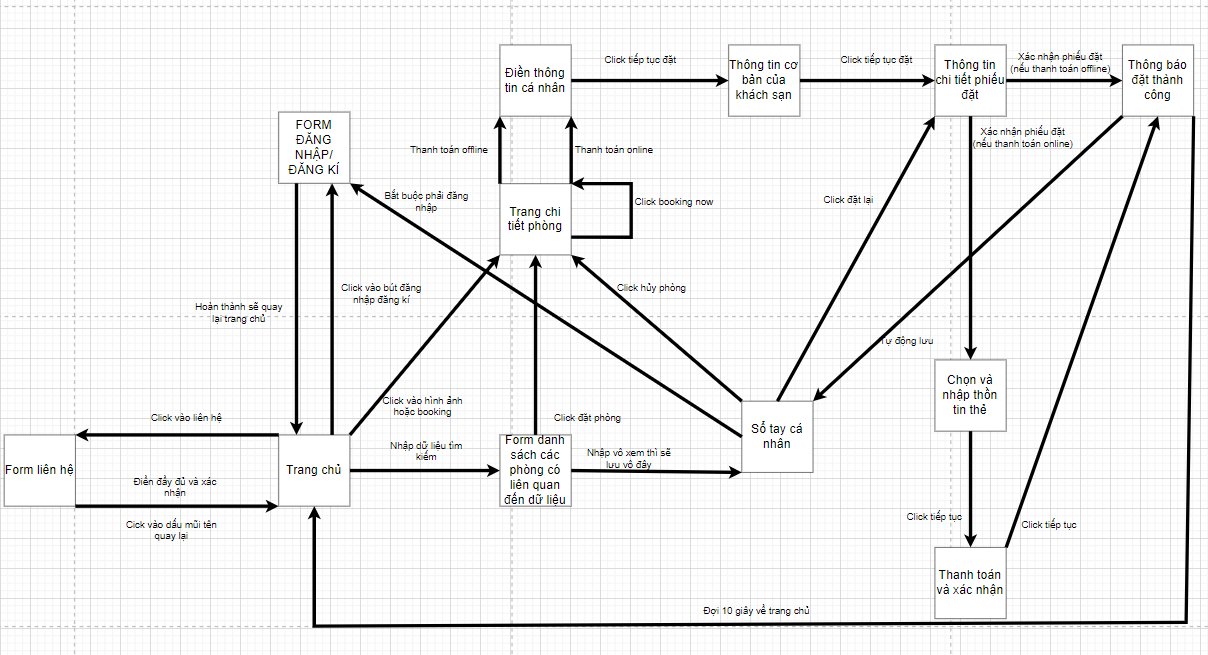 Điền thông
tin cá nhân
Click tiếp tục đặt
Thông tin cơ
bản của
khách sạn
Click tiếp tục đặt
Thông tin
chi tiết phiếu
đặt
Xác nhận phiếu đặt
(nếu thanh toán offline)
Thông báo
đặt thành
công
FORM
ĐĂNG
NHẬP/
ĐĂNG KÍ
Thanh toán offline
Thanh toán online
Xác nhận phiếu đặt
(nếu thanh toán online)
Bắt buộc phải đăng
nhập
Trang chi
tiết phòng
Click booking now
Click đặt lại
Click vào bút đăng
nhập đăng kí
Click hủy phòng
Hoàn thành sẽ quay
lại trang chủ
Tự động lưu
Chọn và
nhập thồn
tin thẻ
Click vào hình ảnh
hoặc booking
Click vào liên hệ
Click đặt phòng
Sổ tay cá
nhân
Form liên hệ
Trang chủ
Nhập dữ liệu tìm
kiếm
Form danh
sách các
phòng có
liên quan
đến dữ liệu
Nhập vô xem thì sẽ
lưu vô đây
Điền đầy đủ và xác
nhận
Cick vào dấu mũi tên
quay lại
Click tiếp tục
Click tiếp tục
Thanh toán
và xác nhận
Đợi 10 giây về trang chủ